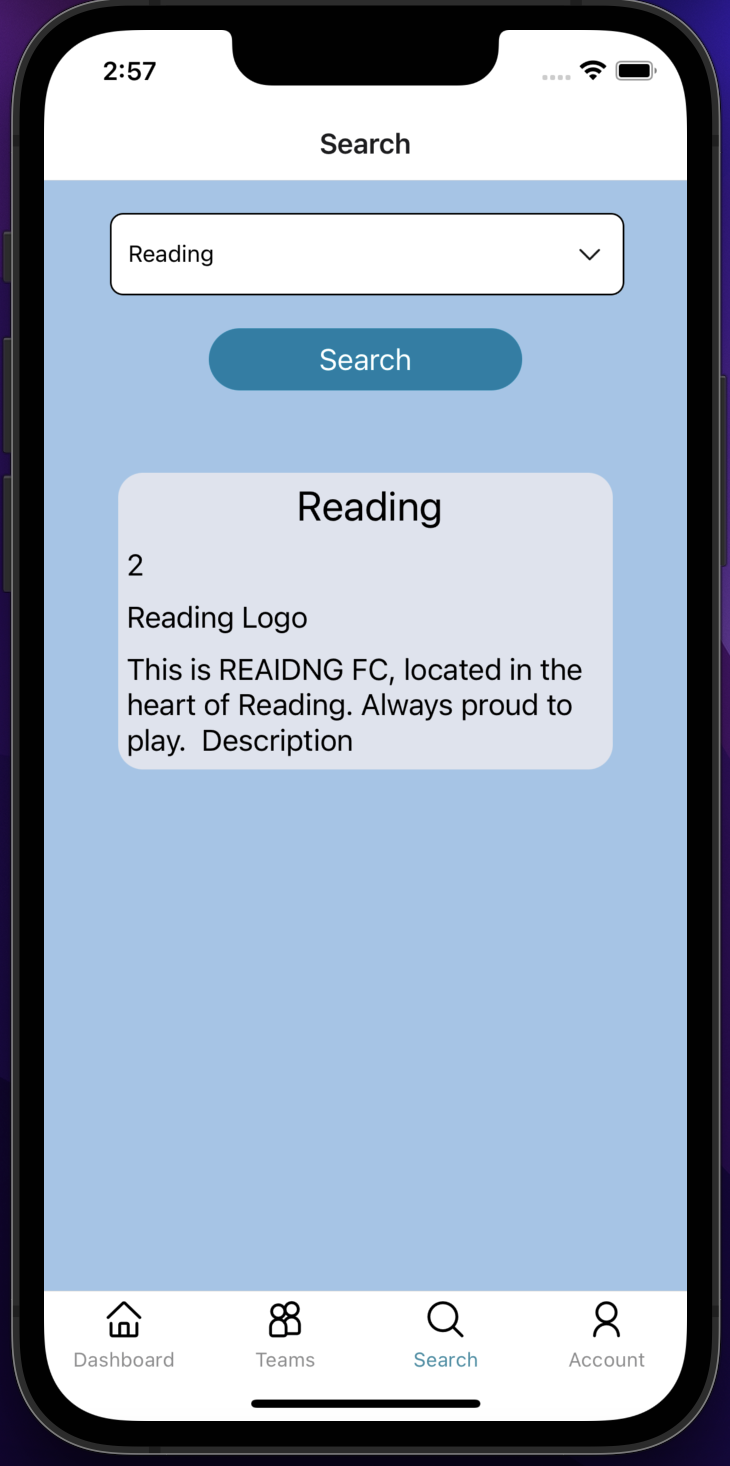 2:57
Search
Reading
Search
Reading
2
Reading Logo
This is REAIDNG FC, located in the
heart of Reading. Always proud to
play.  Description
Dashboard
Teams
Search
Account